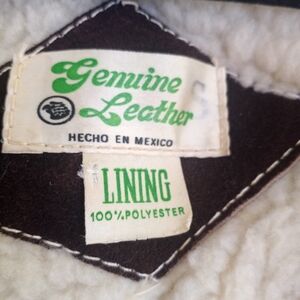 Genuine
Leather
HECHO EN MEXICO
LINING
100% POLYESTER